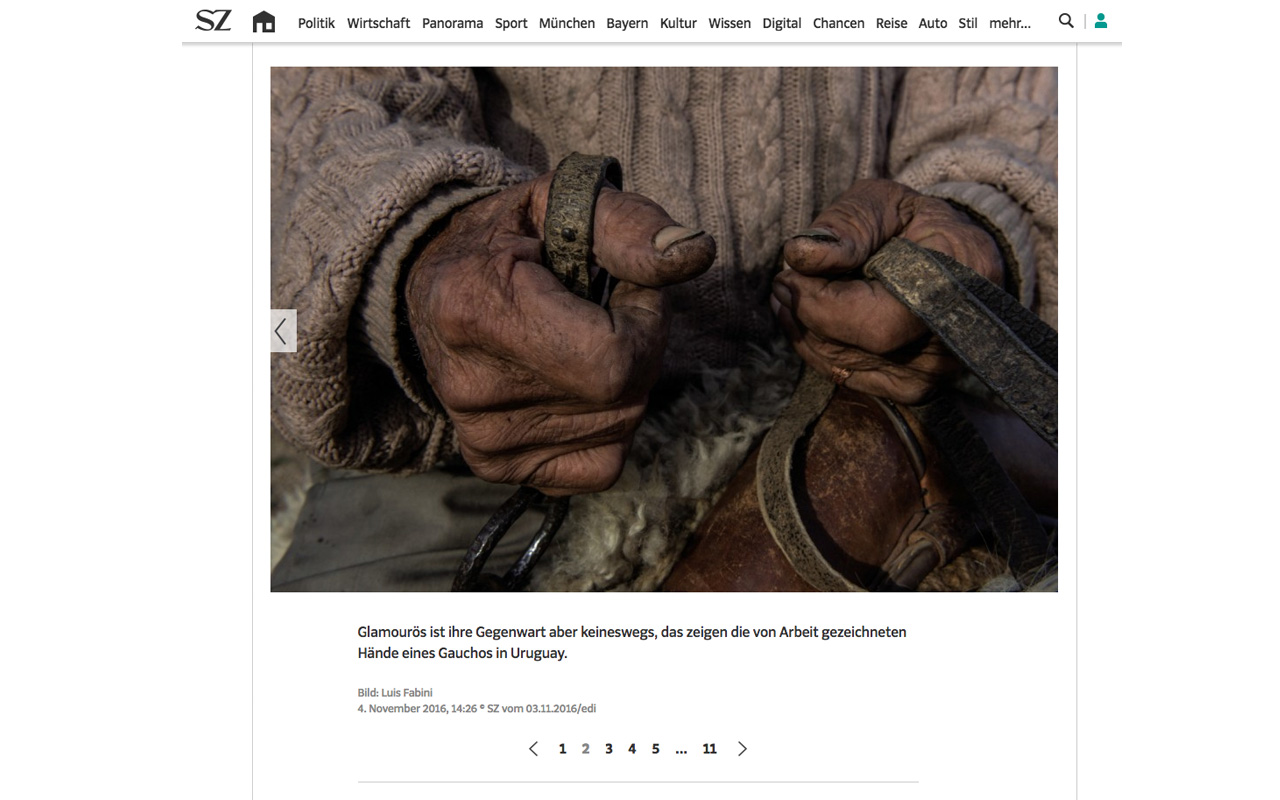 SZ Politik Wirtschaft Panorama Sport München Bayern Kultur Wissen Digital Chancen Reise Auto Stil mehr...
Glamourös ist ihre Gegenwart aber keineswegs, das zeigen die von Arbeit gezeichneten
Hände eines Gauchos in Uruguay.
Bild: Luis Fabini
4. November 2016, 14:26 © SZ vom 03.11.2016/edi
1 2 3 4 5 ... 11